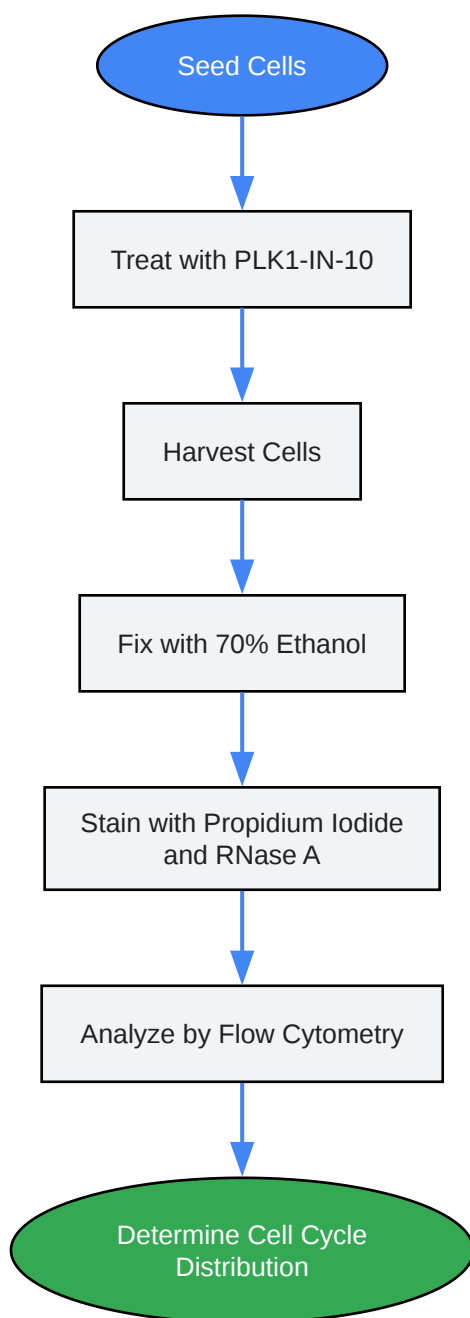 Seed Cells
Treat with PLK1-IN-10
Harvest Cells
Fix with 70% Ethanol
Stain with Propidium Iodide
and RNase A
Analyze by Flow Cytometry
Determine Cell Cycle
Distribution